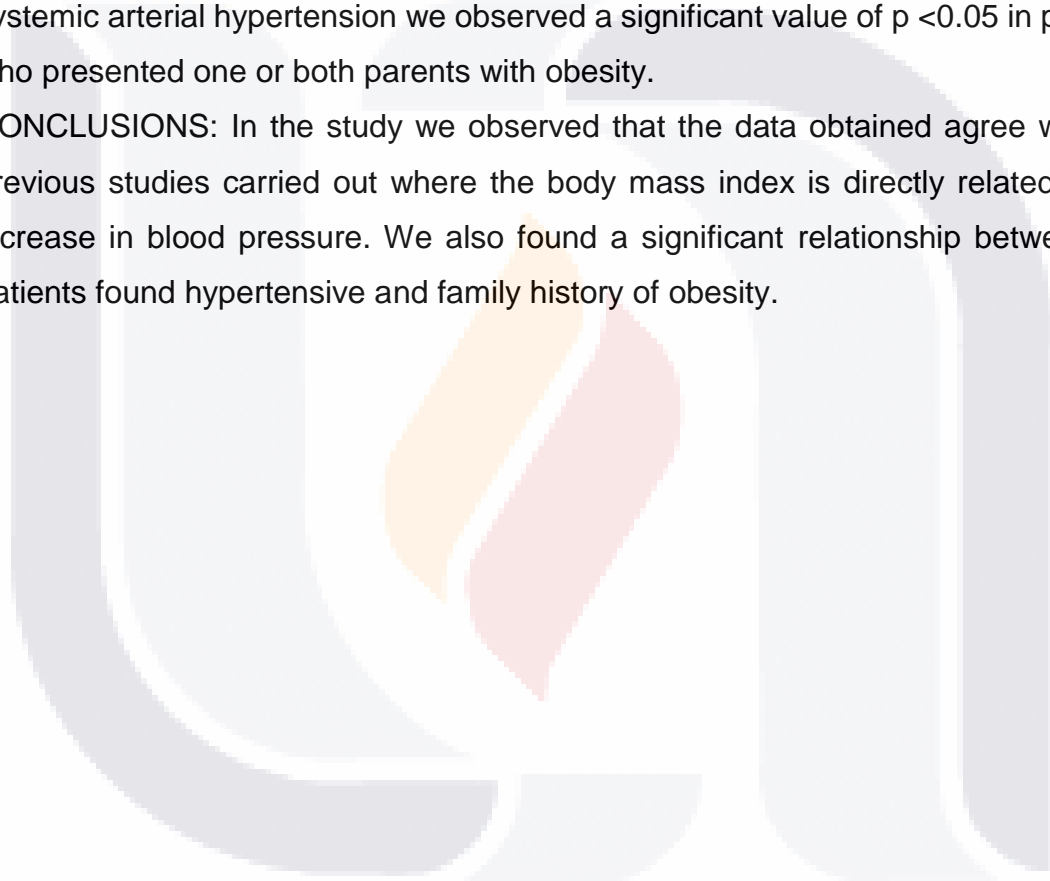 ystemic arterial hypertension we observed a significant value of p <0.05 in p
ho presented one or both parents with obesity.
ONCLUSIONS: In the study we observed that the data obtained agree w
revious studies carried out where the body mass index is directly related
crease in blood pressure. We also found a significant relationship betwe
atients found hypertensive and family history of obesity.